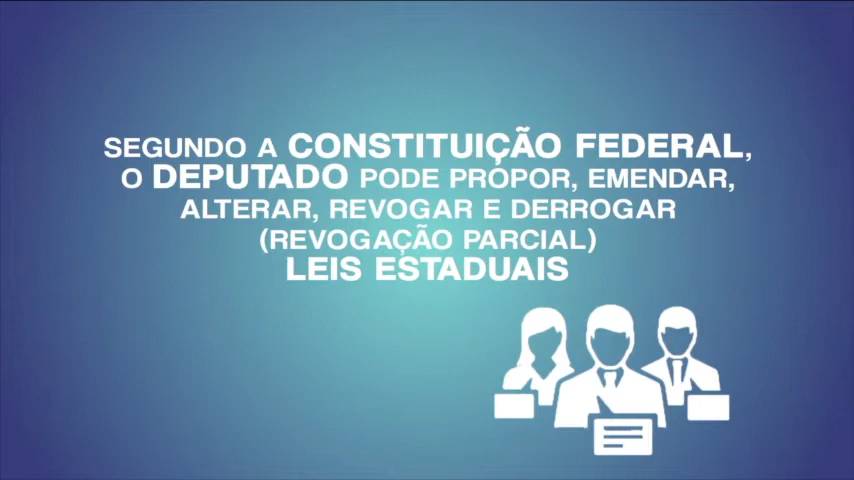 SEGUNDO A CONSTITUIÇÃO FEDERAL,
O DEPUTADO PODE PROPOR, EMENDAR,
ALTERAR, REVOGAR E DERROGAR
(REVOGAÇÃO PARCIAL)
LEIS ESTADUAIS